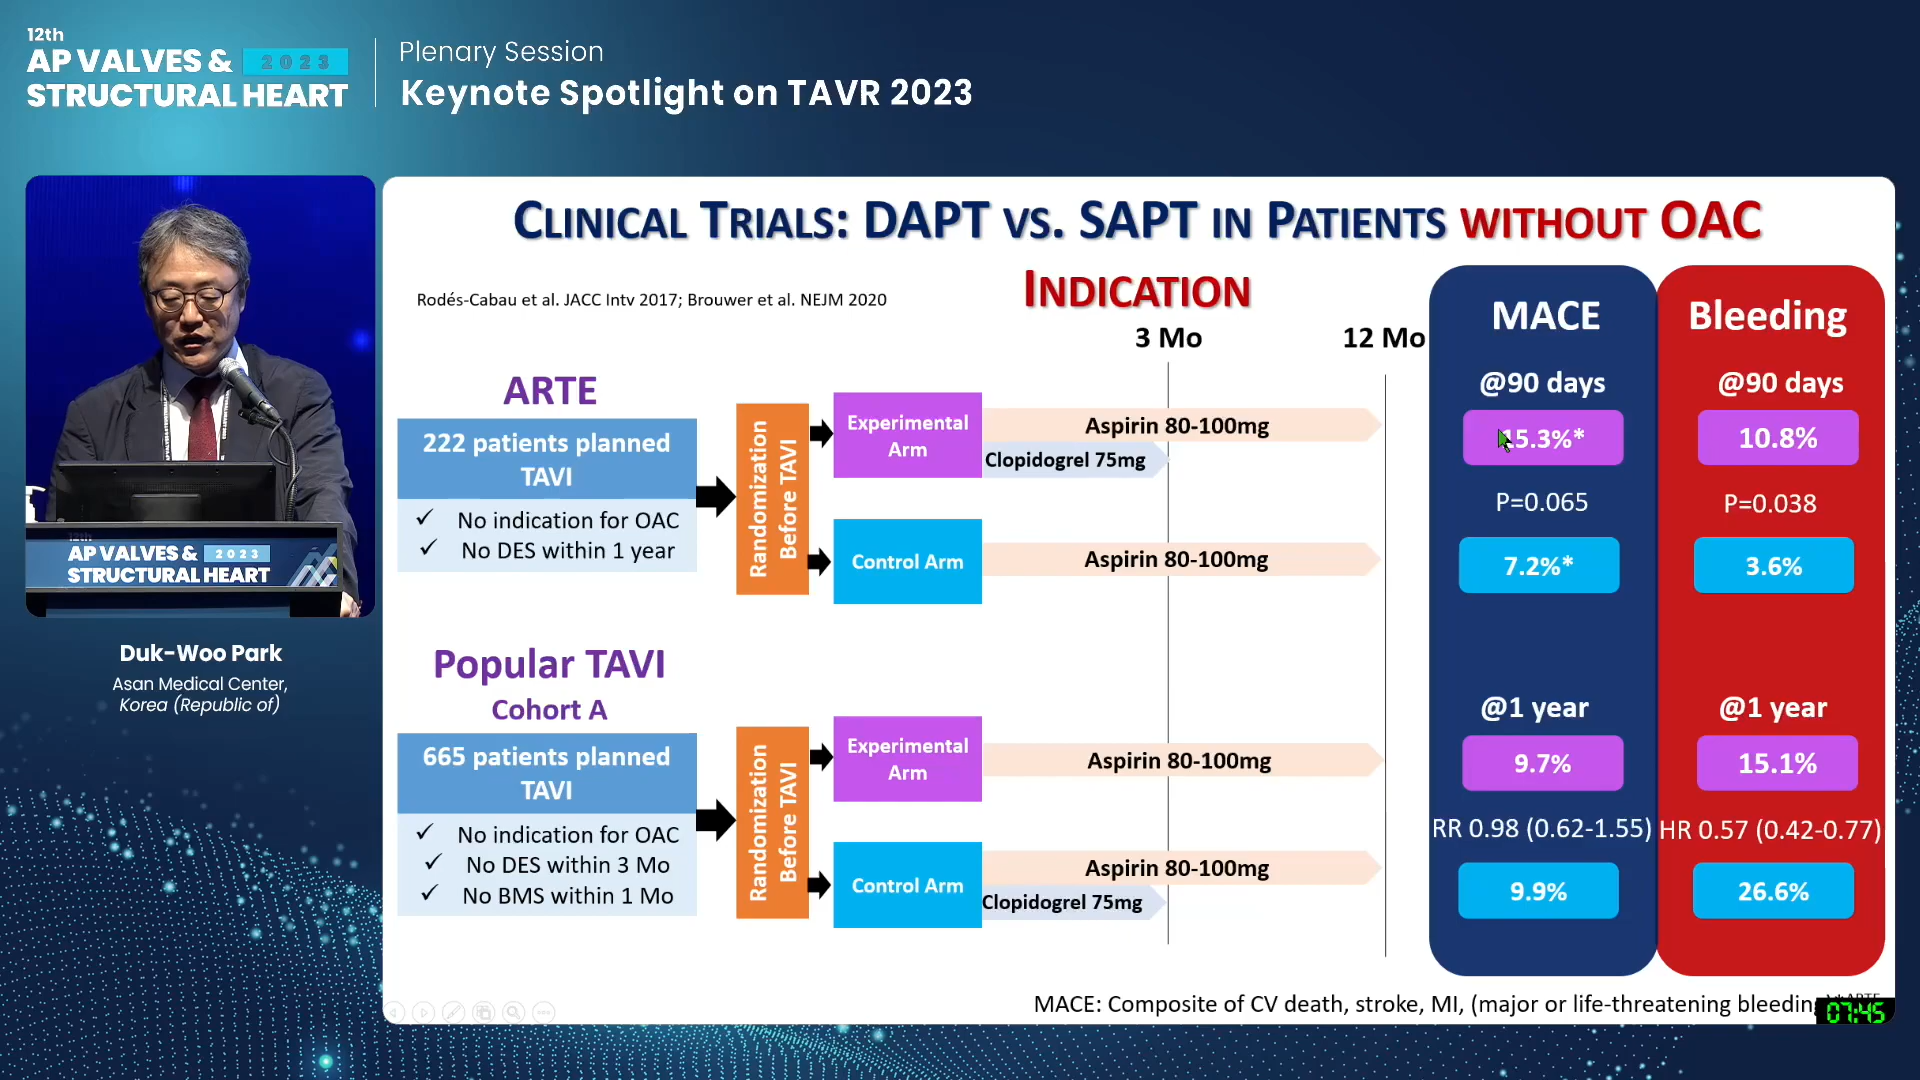 12th
AP VALVES & 2023
STRUCTURAL HEART
Plenary Session
Keynote Spotlight on TAVR 2023
12th
AP VALVES & 2023
STRUCTURAL HEART
Duk-Woo Park
Asan Medical Center,
Korea (Republic of)
CLINICAL TRIALS: DAPT VS. SAPT IN PATIENTS WITHOUT OAC
INDICATION
Rodés-Cabau et al. JACC Intv 2017; Brouwer et al. NEJM 2020
3 Mo
12 Mo
MACE
Bleeding
ARTE
222 patients planned
TAVI
✓ No indication for OAC
✓ No DES within 1 year
Randomization
Before TAVI
Experimental
Arm
Aspirin 80-100mg
Clopidogrel 75mg
Control Arm
Aspirin 80-100mg
@90 days
15.3%*
P=0.065
7.2%*
@90 days
10.8%
P=0.038
3.6%
Popular TAVI
Cohort A
665 patients planned
TAVI
✓ No indication for OAC
✓ No DES within 3 Mo
✓ No BMS within 1 Mo
Randomization
Before TAVI
Experimental
Arm
Aspirin 80-100mg
Control Arm
Aspirin 80-100mg
Clopidogrel 75mg
@1 year
9.7%
RR 0.98 (0.62-1.55)
9.9%
@1 year
15.1%
HR 0.57 (0.42-0.77)
26.6%
MACE: Composite of CV death, stroke, MI, (major or life-threatening bleeding
07:45